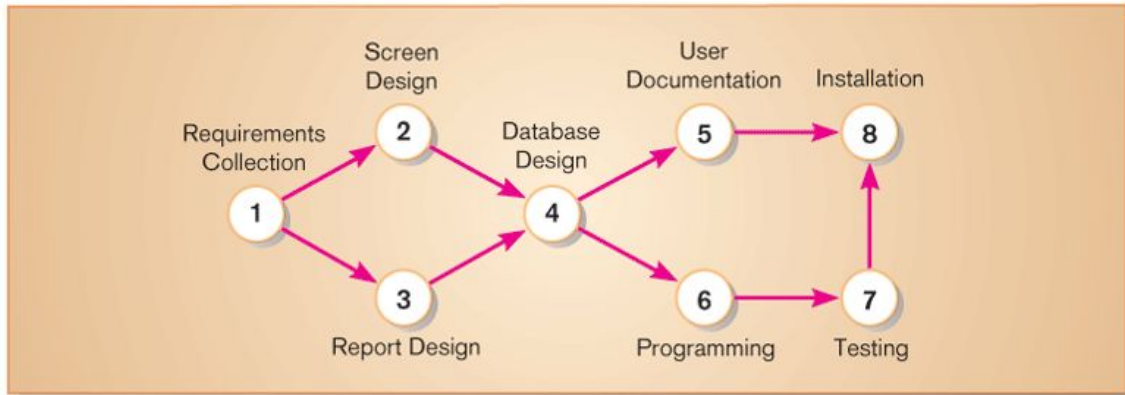 Requirements
Collection
1
Screen
Design
2
3
Report Design
Database
Design
4
User
Documentation
5
6
Programming
Installation
8
7
Testing